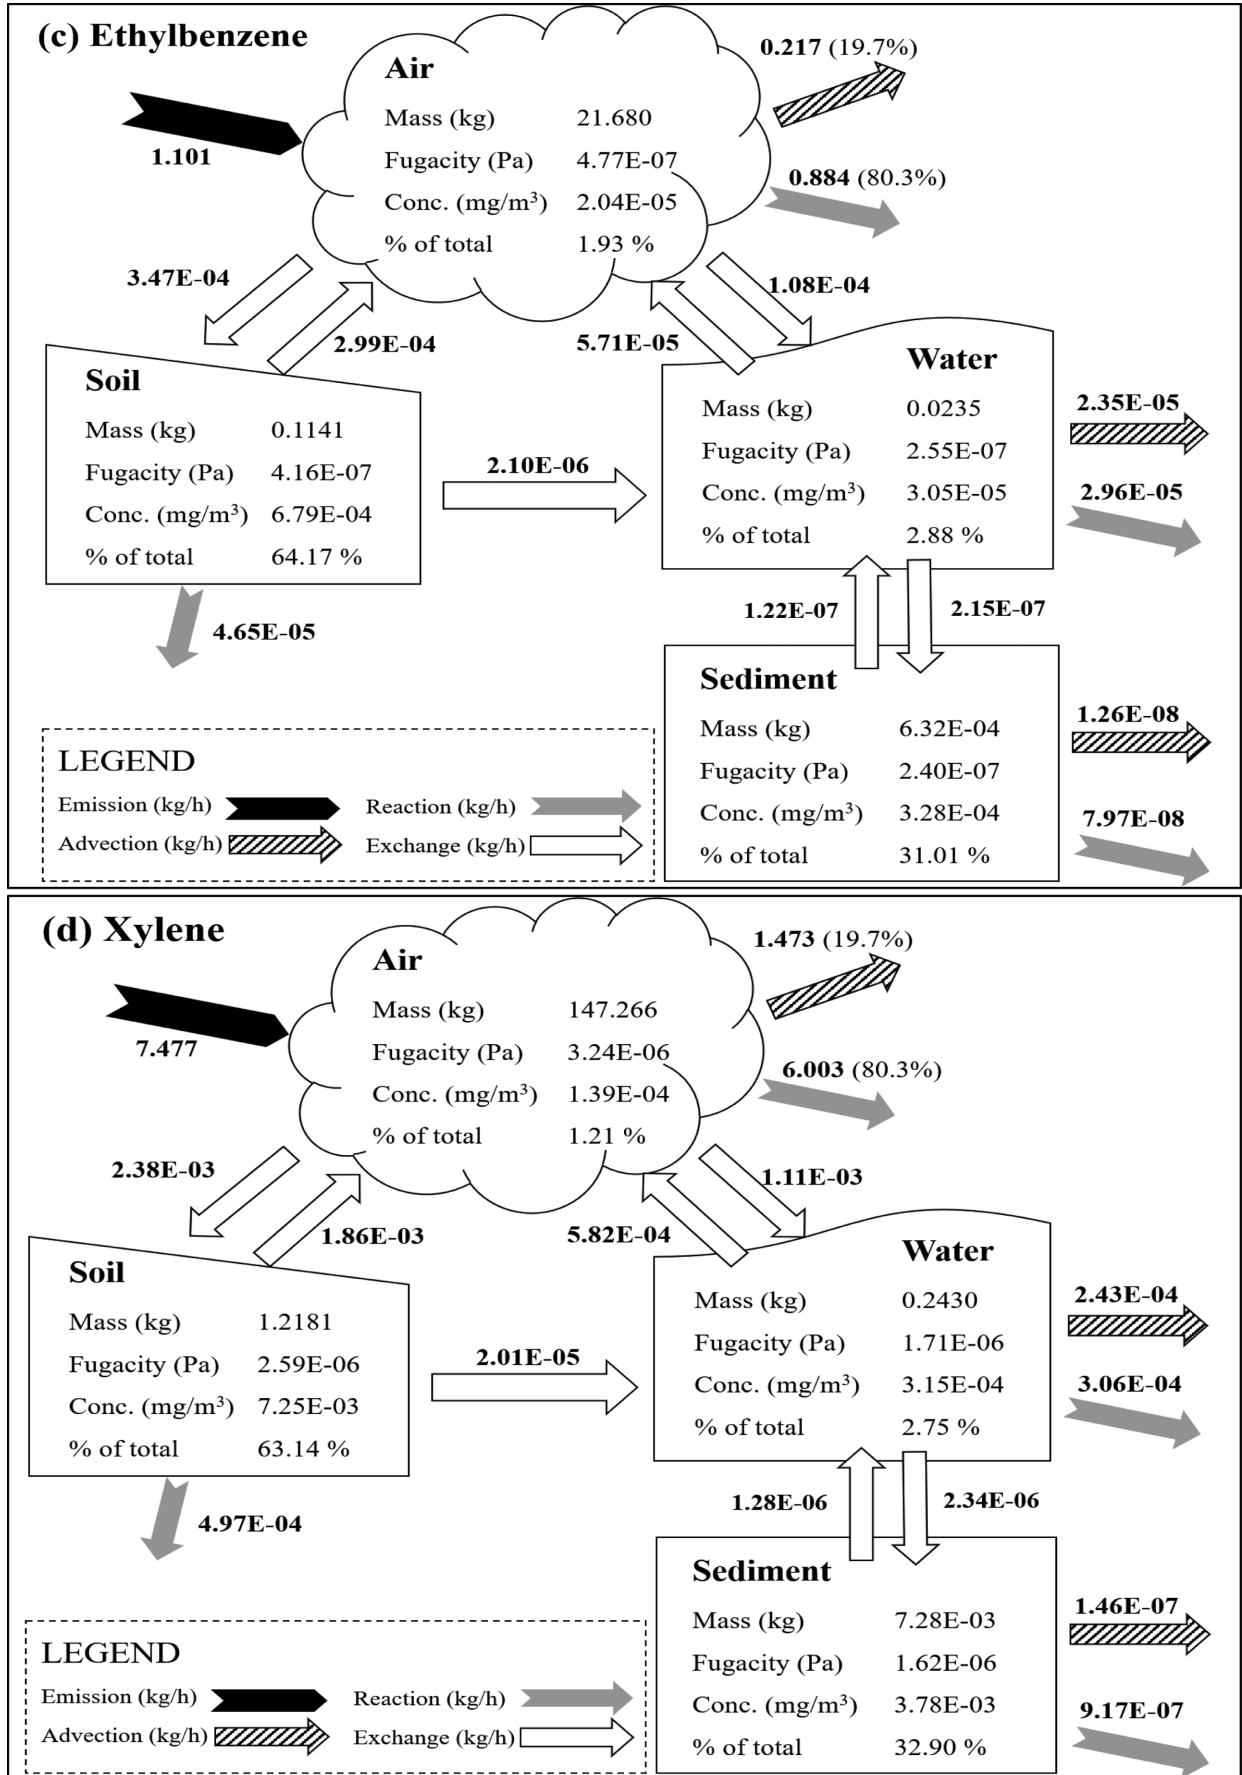 (c) Ethylbenzene
0.217 (19.7%)
Air
Mass (kg) 21.680
1.101
Fugacity (Pa) 4.77E-07
0.884 (80.3%)
Conc. (mg/m³) 2.04E-05
% of total 1.93 %
3.47E-04
1.08E-04
2.99E-04
5.71E-05
Soil
Mass (kg) 0.1141
Fugacity (Pa) 4.16E-07
Conc. (mg/m³) 6.79E-04
% of total 64.17 %
2.10E-06
Water
Mass (kg) 0.0235
Fugacity (Pa) 2.55E-07
Conc. (mg/m³) 3.05E-05
% of total 2.88 %
2.35E-05
2.96E-05
4.65E-05
1.22E-07
2.15E-07
Sediment
Mass (kg) 6.32E-04
Fugacity (Pa) 2.40E-07
Conc. (mg/m³) 3.28E-04
% of total 31.01 %
1.26E-08
7.97E-08
LEGEND
Emission (kg/h) Reaction (kg/h)
Advection (kg/h) Exchange (kg/h)
(d) Xylene
1.473 (19.7%)
Air
Mass (kg) 147.266
7.477
Fugacity (Pa) 3.24E-06
6.003 (80.3%)
Conc. (mg/m³) 1.39E-04
% of total 1.21 %
2.38E-03
1.11E-03
1.86E-03
5.82E-04
Soil
Mass (kg) 1.2181
Fugacity (Pa) 2.59E-06
Conc. (mg/m³) 7.25E-03
% of total 63.14 %
2.01E-05
Water
Mass (kg) 0.2430
Fugacity (Pa) 1.71E-06
Conc. (mg/m³) 3.15E-04
% of total 2.75 %
2.43E-04
3.06E-04
4.97E-04
1.28E-06
2.34E-06
Sediment
Mass (kg) 7.28E-03
Fugacity (Pa) 1.62E-06
Conc. (mg/m³) 3.78E-03
% of total 32.90 %
1.46E-07
9.17E-07
LEGEND
Emission (kg/h) Reaction (kg/h)
Advection (kg/h) Exchange (kg/h)